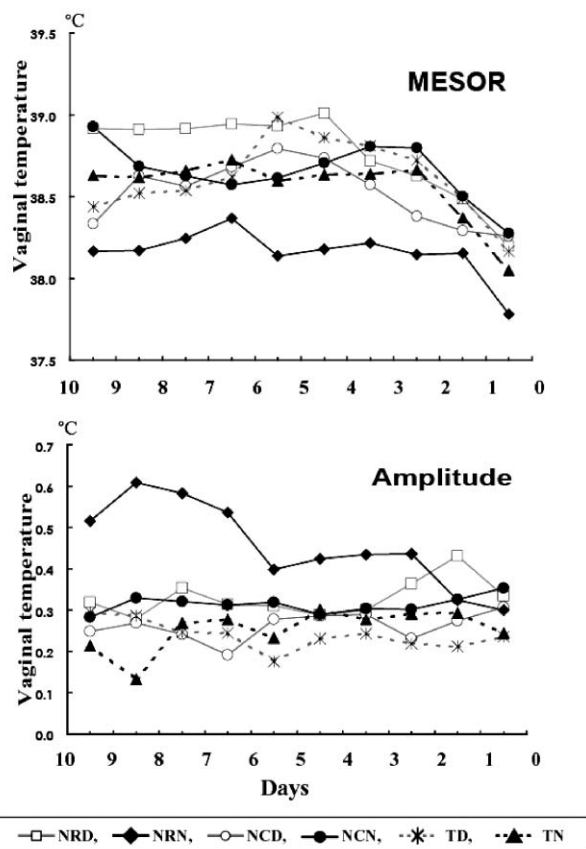 °C
39.5
MESOR
39.0
38.5
38.0
37.5
Vaginal temperature
10 9 8 7 6 5 4 3 2 1 0
°C
0.7
Amplitude
0.6
0.5
0.4
0.3
0.2
0.1
0.0
Vaginal temperature
10 9 8 7 6 5 4 3 2 1 0
Days
NRD, NRN, NCD, NCN, TD, TN